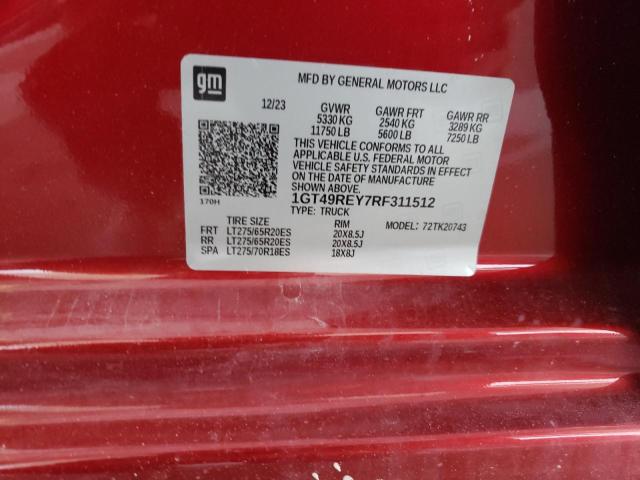 gm
MFD BY GENERAL MOTORS LLC
12/23 GVWR GAWR FRT GAWR RR
5330 KG 2540 KG 3289 KG
11750 LB 5600 LB 7250 LB
THIS VEHICLE CONFORMS TO ALL
APPLICABLE U.S. FEDERAL MOTOR
VEHICLE SAFETY STANDARDS IN EFFECT
ON THE DATE OF MANUFACTURE
SHOWN ABOVE.
170H 1GT49REY7RF311512
TYPE: TRUCK
TIRE SIZE RIM MODEL: 72TK20743
FRT LT275/65R20ES 20X8.5J
RR LT275/65R20ES 20X8.5J
SPA LT275/70R18ES 18X8J